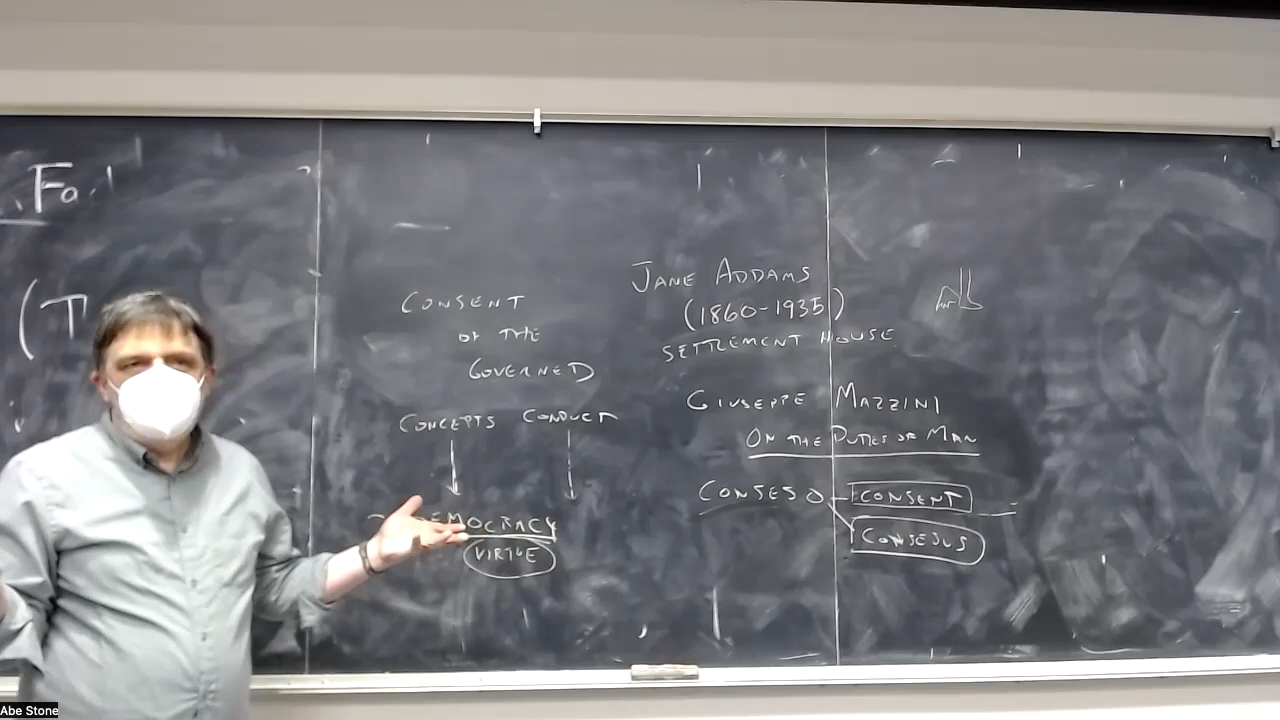 Fa
(T
CONSENT
OF THE
GOVERNED
CONCEPTS CONDUCT
DEMOCRACY
VIRTUE
JANE ADDAMS
(1860-1935)
SETTLEMENT HOUSE
GIUSEPPE MAZZINI
ON THE DUTIES OF MAN
CONSESO
CONSENT
CONSESUS
Abe Stone